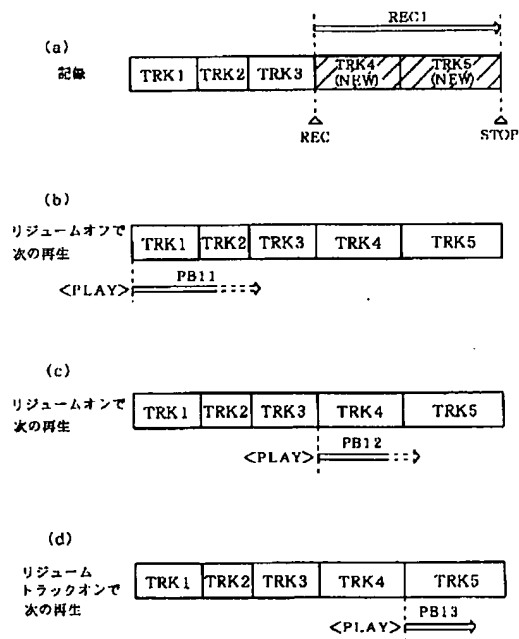 REC1
(a)
記録
TRK1 TRK2 TRK3 TRK4 TRK5
(NEW) (NEW)
REC STOP
(b)
リジュームオフで
次の再生
TRK1 TRK2 TRK3 TRK4 TRK5
PB11
<PLAY>
(c)
リジュームオンで
次の再生
TRK1 TRK2 TRK3 TRK4 TRK5
PB12
<PLAY>
(d)
リジューム
トラックオンで
次の再生
TRK1 TRK2 TRK3 TRK4 TRK5
PB13
<PLAY>